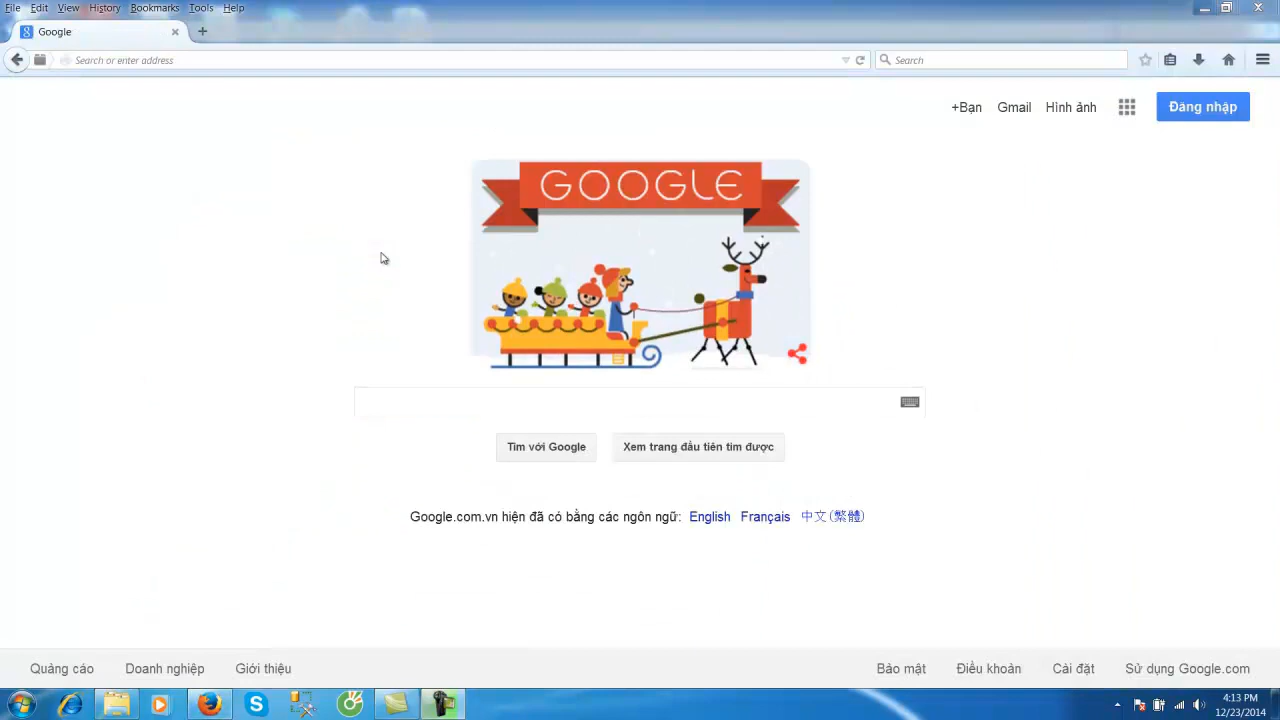 File Edit View History Bookmarks Tools Help
Google
Search or enter address
Search
+Bạn Gmail Hình ảnh Đăng nhập
GOOGLE
Tìm với Google Xem trang đầu tiên tìm được
Google.com.vn hiện đã có bằng các ngôn ngữ: English Français 中文(繁體)
Quảng cáo Doanh nghiệp Giới thiệu Bảo mật Điều khoản Cài đặt Sử dụng Google.com
4:13 PM
12/23/2014